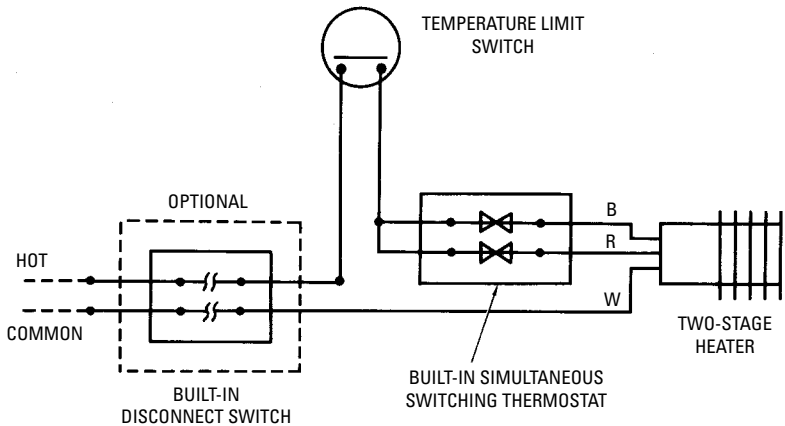 TEMPERATURE LIMIT
SWITCH
OPTIONAL
HOT
COMMON
B
R
W
BUILT-IN
DISCONNECT SWITCH
BUILT-IN SIMULTANEOUS
SWITCHING THERMOSTAT
TWO-STAGE
HEATER